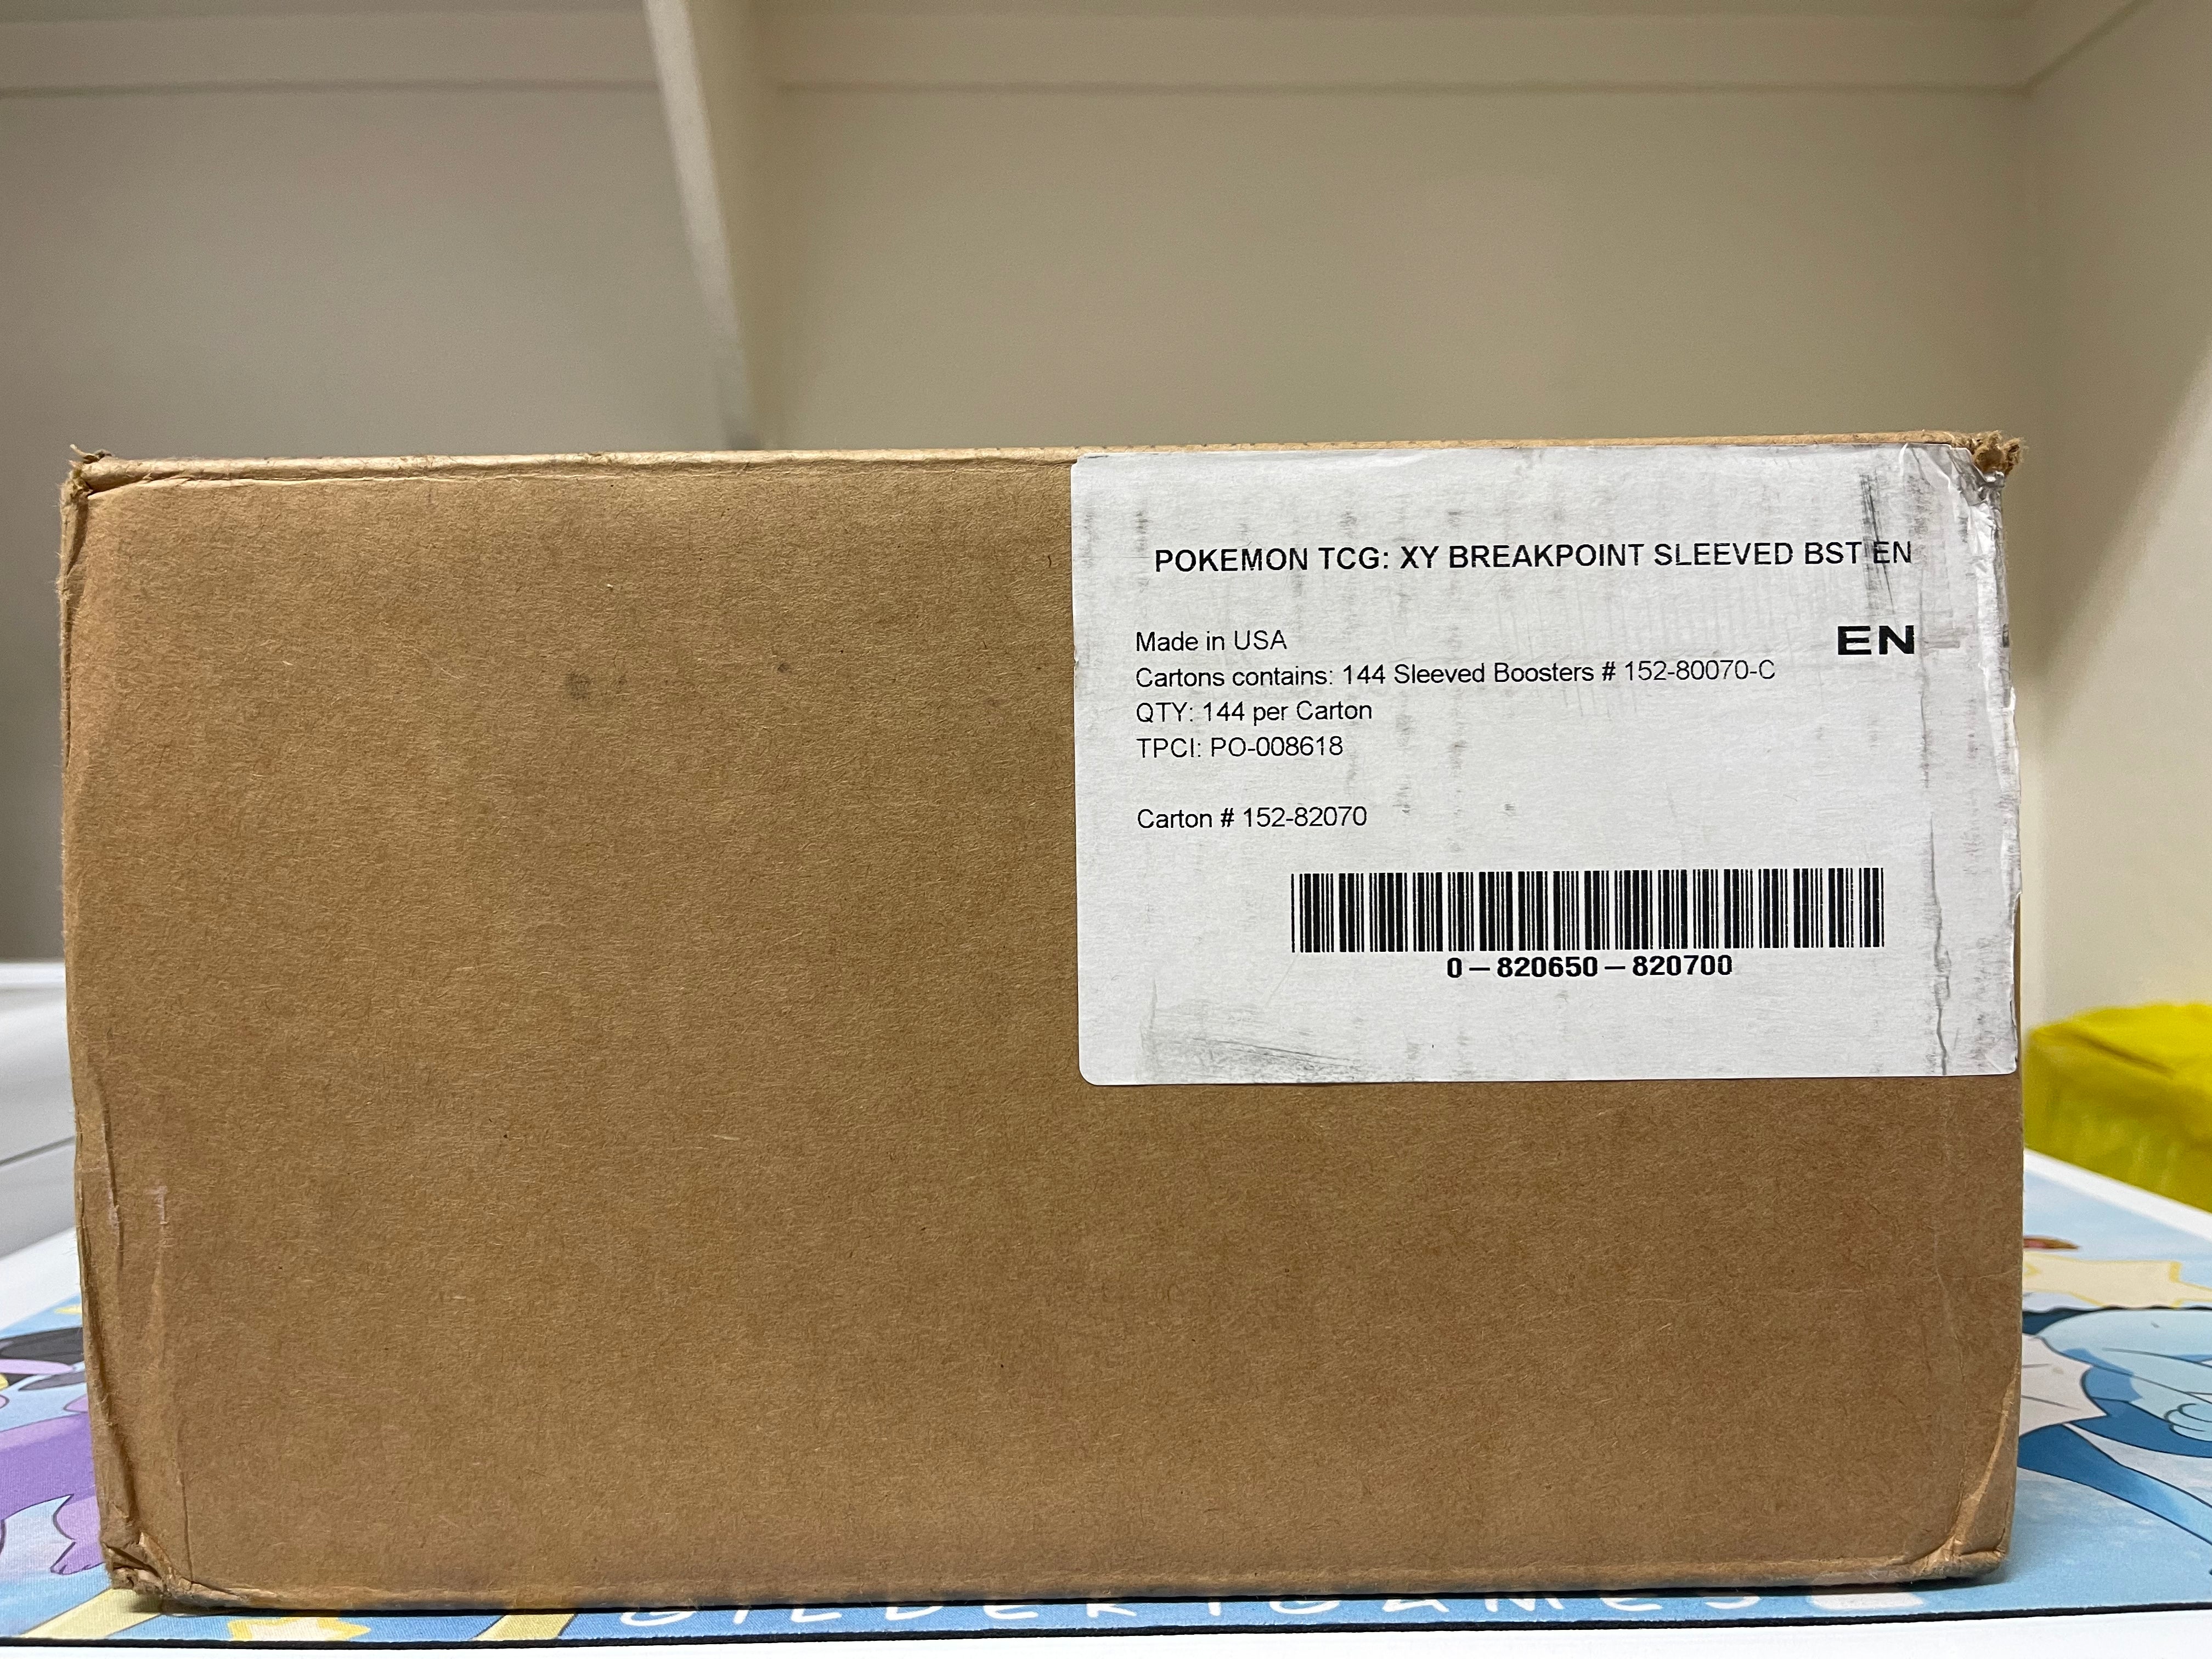 POKEMON TCG: XY BREAKPOINT SLEEVED BST EN
EN
Made in USA
Cartons contains: 144 Sleeved Boosters # 152-80070-C
QTY: 144 per Carton
TPCI: PO-008618
Carton # 152-82070
0-820650-820700